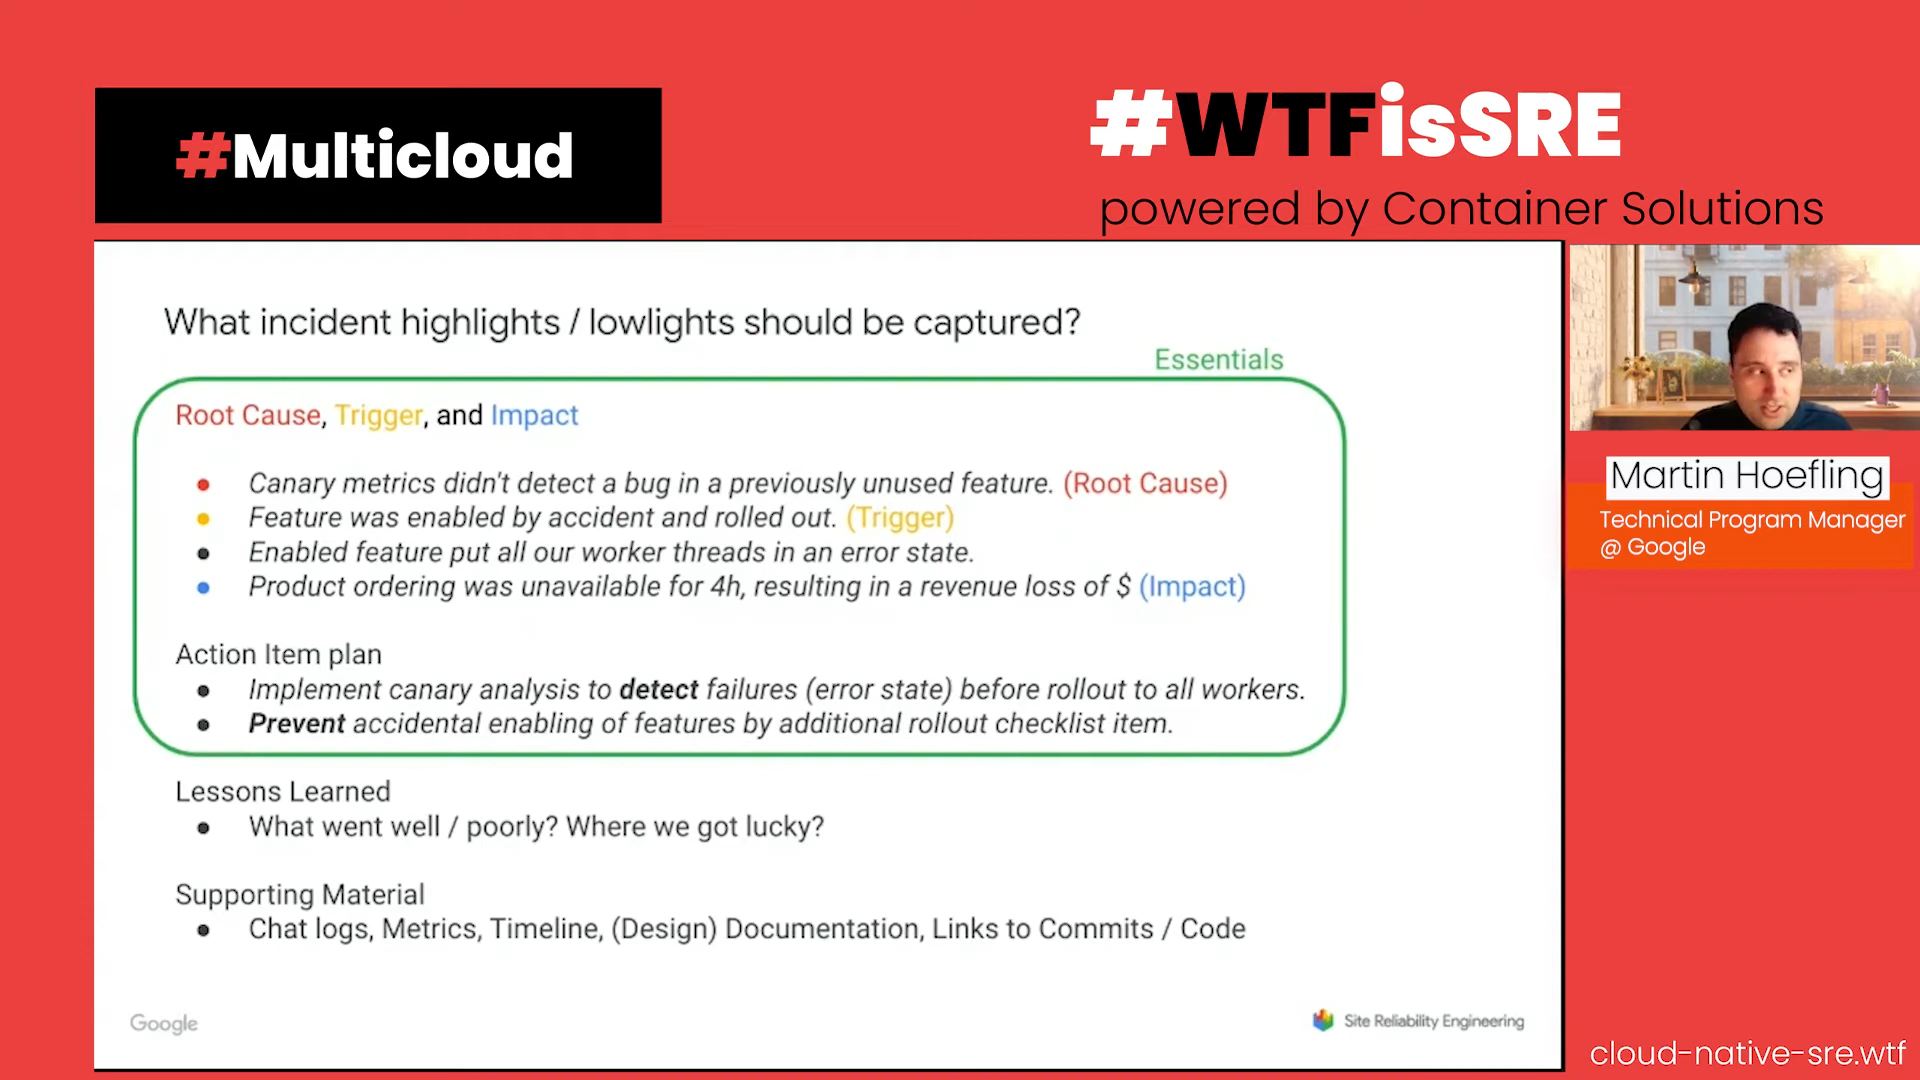 #Multicloud
#WTFisSRE
powered by Container Solutions
What incident highlights / lowlights should be captured?
Essentials
Root Cause, Trigger, and Impact
Canary metrics didn't detect a bug in a previously unused feature. (Root Cause)
Feature was enabled by accident and rolled out. (Trigger)
Enabled feature put all our worker threads in an error state.
Product ordering was unavailable for 4h, resulting in a revenue loss of $ (Impact)
Action Item plan
Implement canary analysis to detect failures (error state) before rollout to all workers.
Prevent accidental enabling of features by additional rollout checklist item.
Lessons Learned
What went well / poorly? Where we got lucky?
Supporting Material
Chat logs, Metrics, Timeline, (Design) Documentation, Links to Commits / Code
Google
Site Reliability Engineering
Martin Hoefling
Technical Program Manager
@ Google
cloud-native-sre.wtf